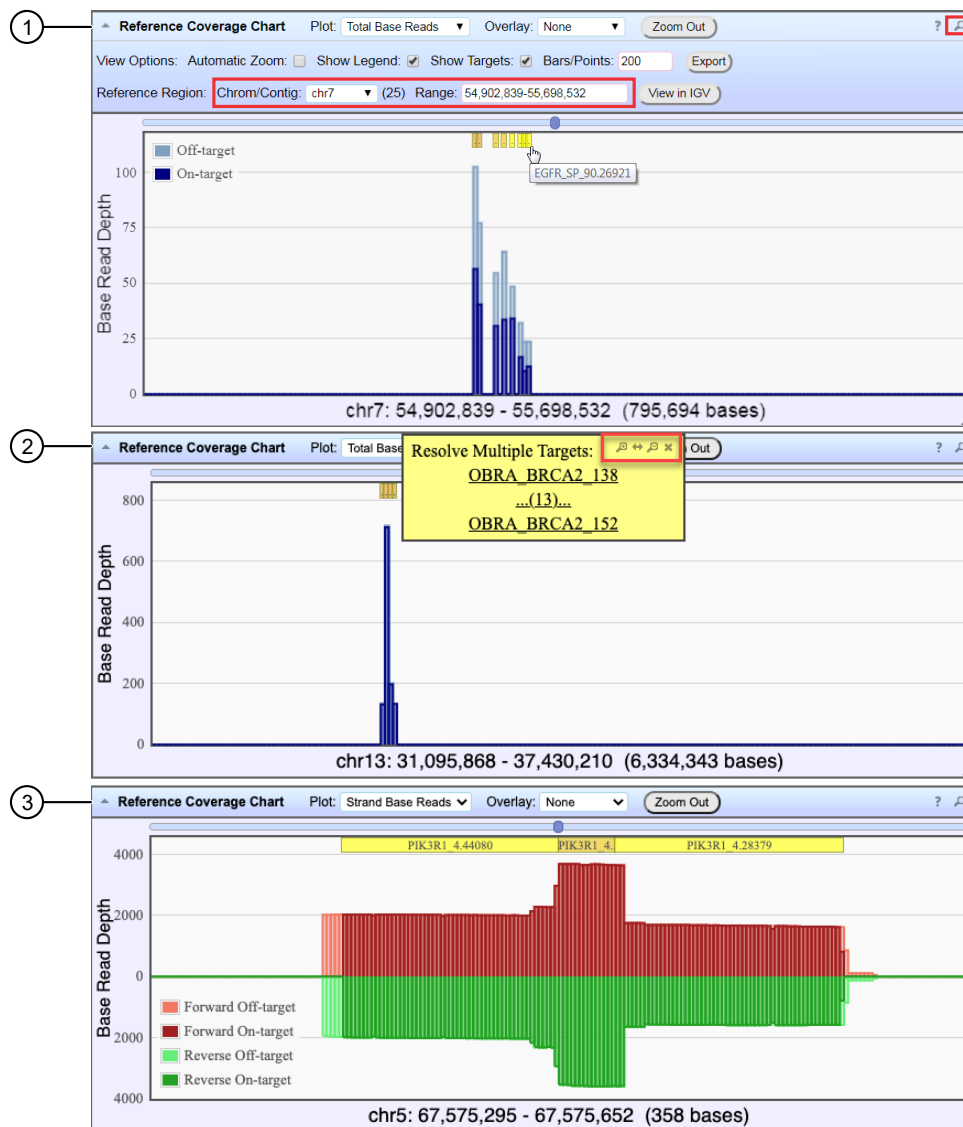 1
Reference Coverage Chart Plot: Total Base Reads Overlay: None Zoom Out ?
View Options: Automatic Zoom: Show Legend: Show Targets: Bars/Points: 200 Export
Reference Region: Chrom/Contig: chr7 (25) Range: 54,902,839-55,698,532 View in IGV
Off-target
On-target
EGFR_SP_90.26921
100
75
50
25
0
Base Read Depth
chr7: 54,902,839 - 55,698,532 (795,694 bases)
2
Reference Coverage Chart Plot: Total Base Out ?
Resolve Multiple Targets:
OBRA_BRCA2_138
...(13)...
OBRA_BRCA2_152
800
600
400
200
0
Base Read Depth
chr13: 31,095,868 - 37,430,210 (6,334,343 bases)
3
Reference Coverage Chart Plot: Strand Base Reads Overlay: None Zoom Out ?
PIK3R1_4.44080 PIK3R1_4. PIK3R1_4.28379
4000
2000
0
2000
4000
Base Read Depth
Forward Off-target
Forward On-target
Reverse Off-target
Reverse On-target
chr5: 67,575,295 - 67,575,652 (358 bases)